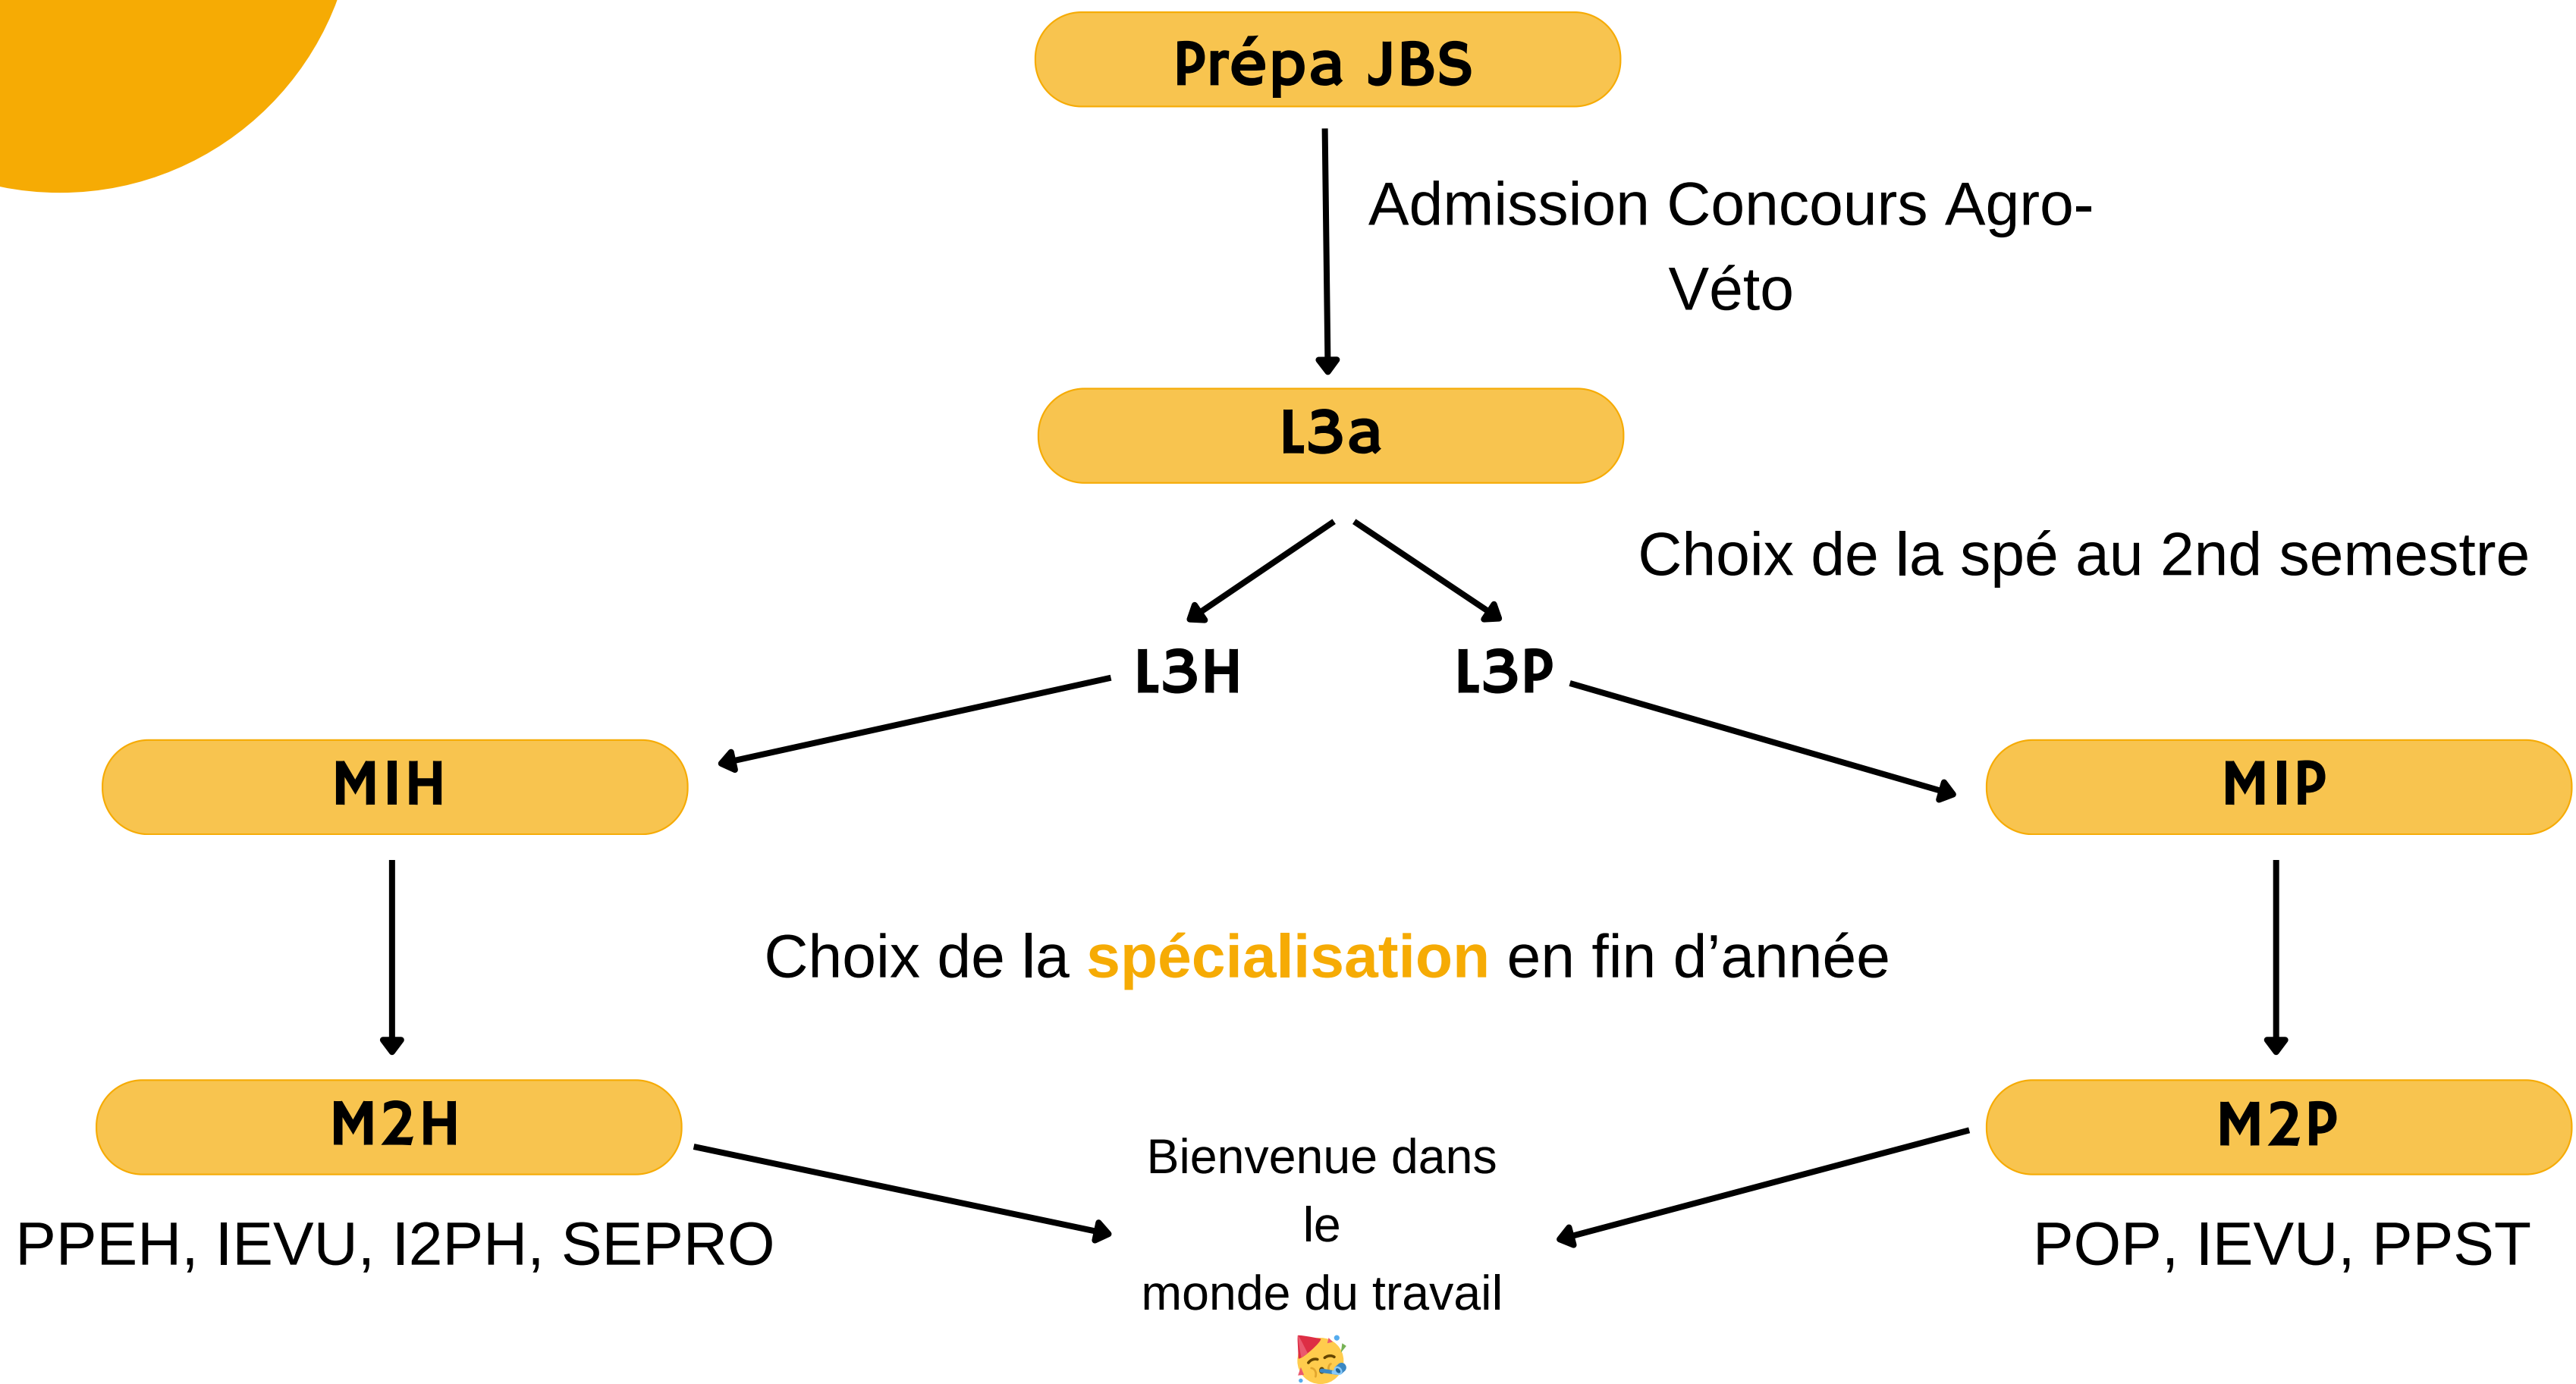 Prépa JBS
Admission Concours Agro-
Véto
L3a
Choix de la spé au 2nd semestre
L3H
L3P
M1H
M1P
Choix de la spécialisation en fin d’année
M2H
M2P
Bienvenue dans
le
monde du travail
PPEH, IEVU, I2PH, SEPRO
POP, IEVU, PPST